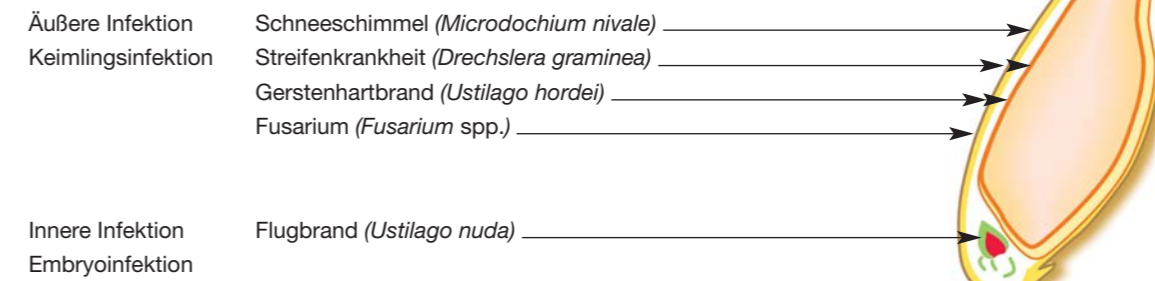 Äußere Infektion Schneeschimmel (Microdochium nivale)
Keimlingsinfektion Streifenkrankheit (Drechslera graminea)
Gerstenhartbrand (Ustilago hordei)
Fusarium (Fusarium spp.)
Innere Infektion Flugbrand (Ustilago nuda)
Embryoinfektion